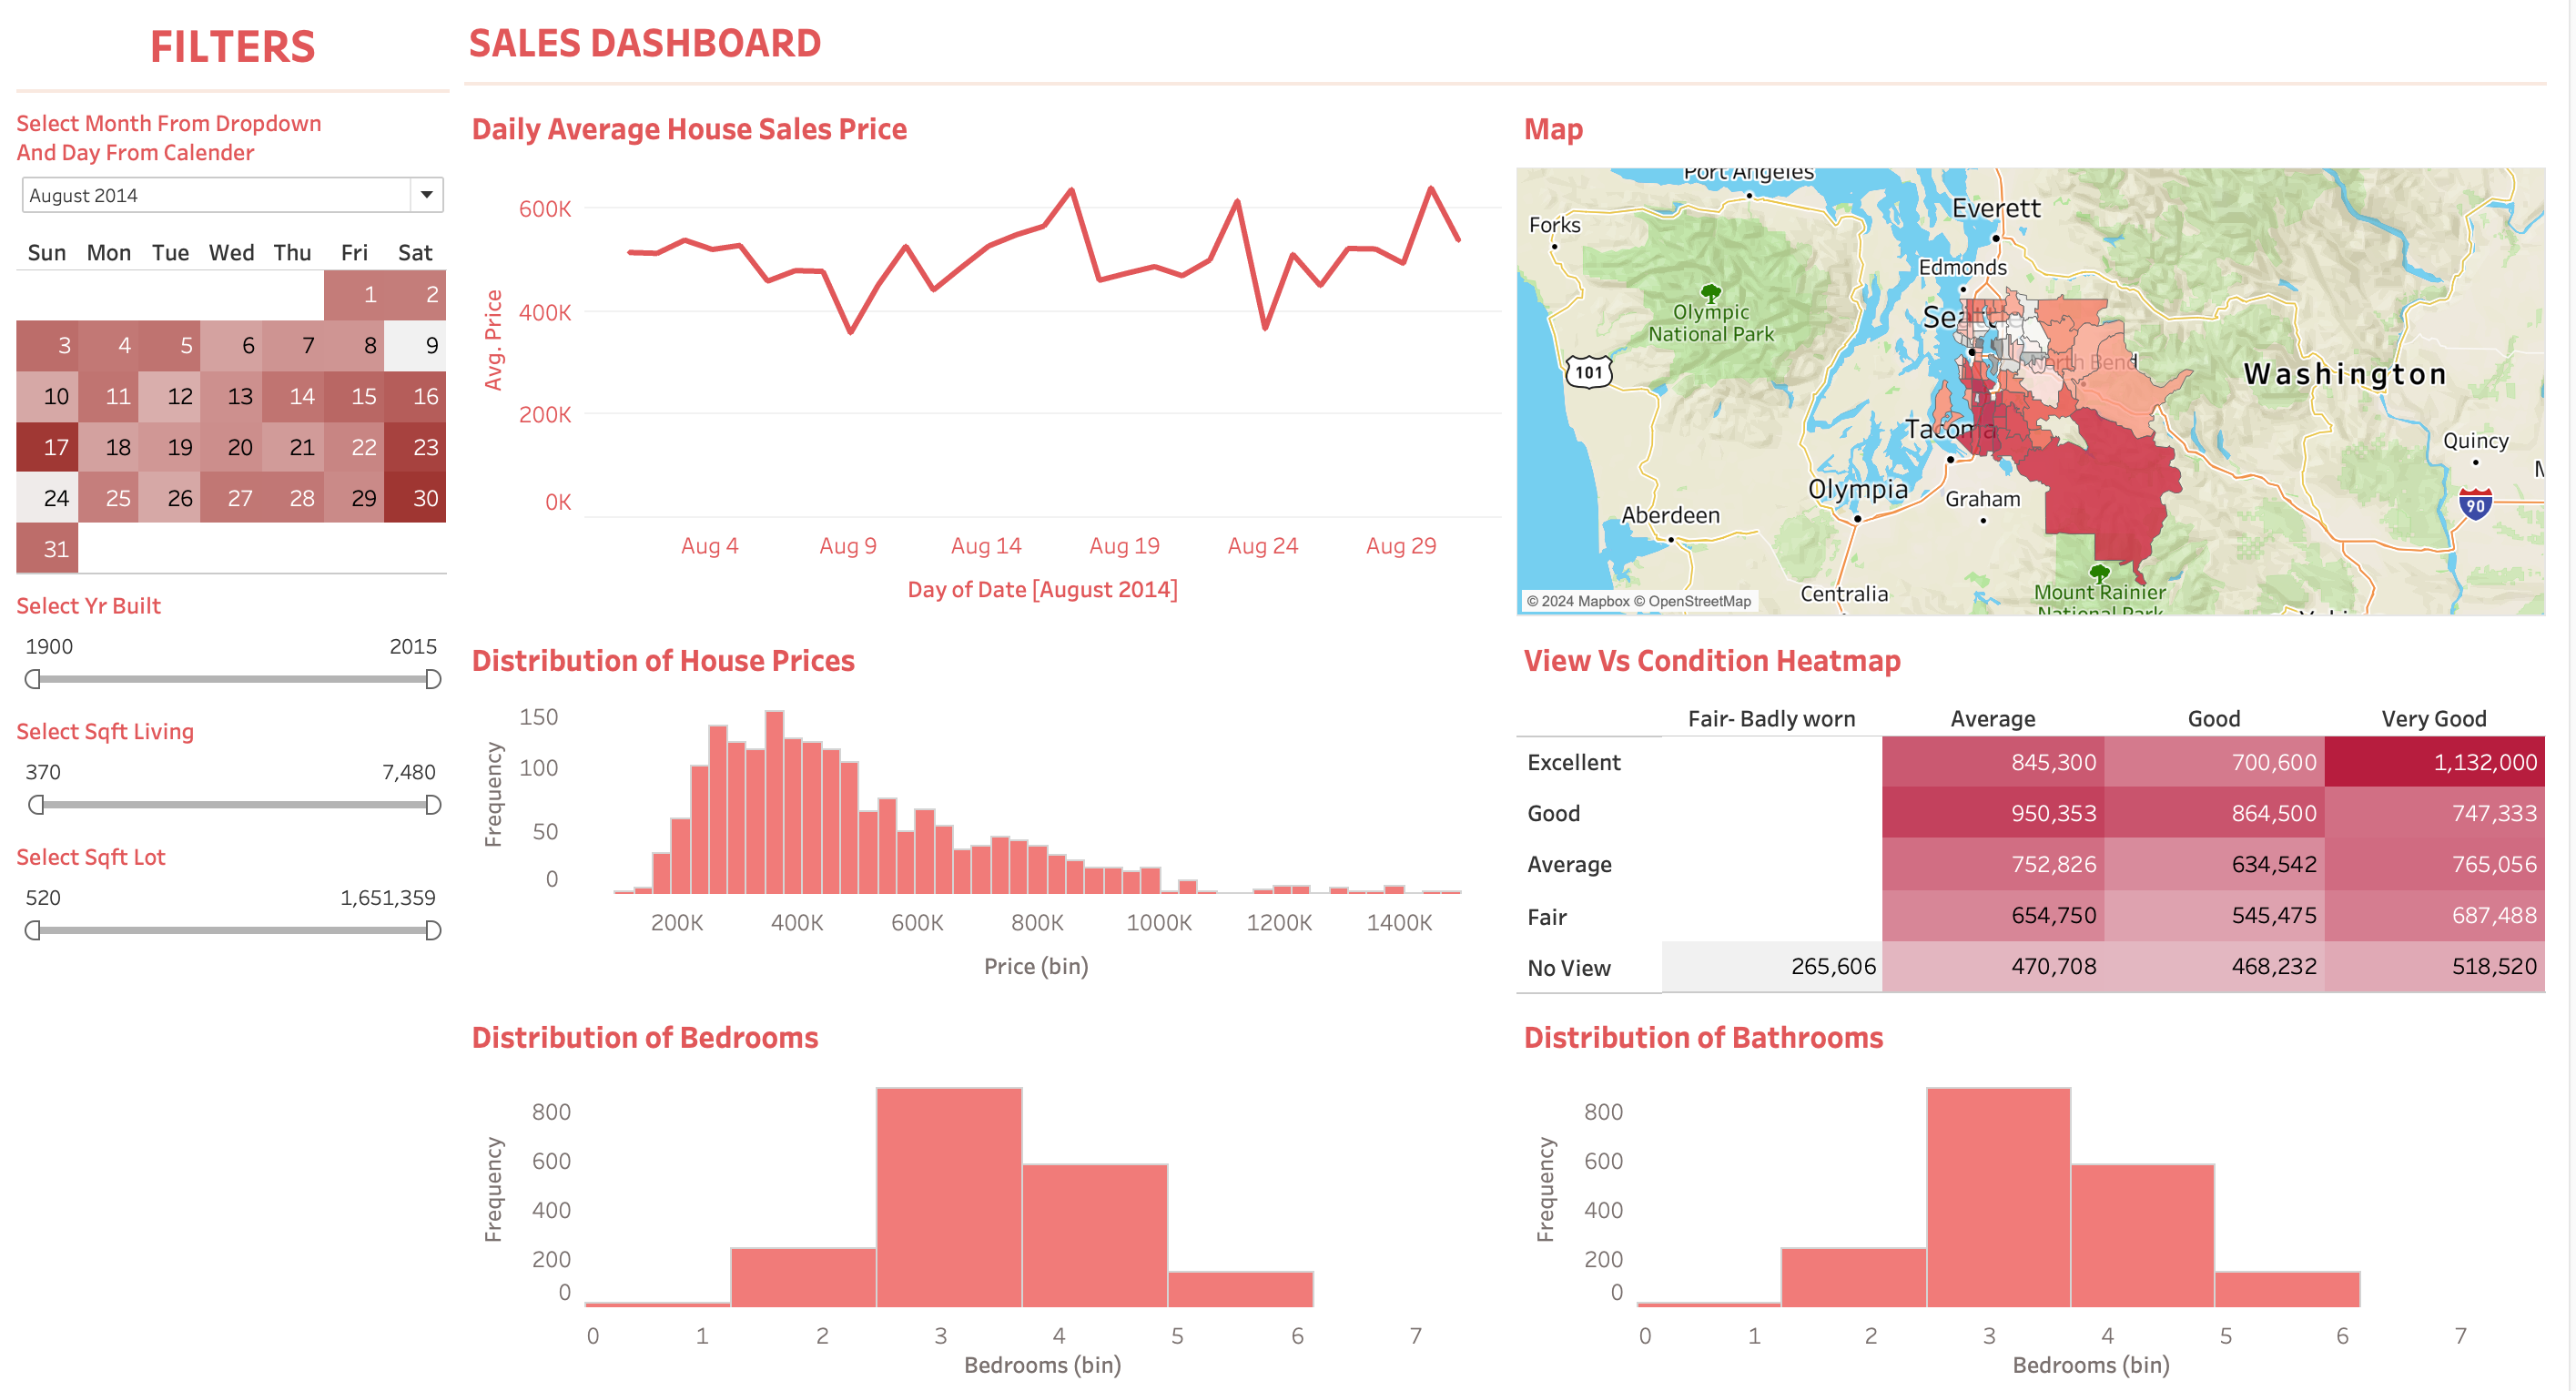 FILTERS
Select Month From Dropdown
And Day From Calender
August 2014
Sun Mon Tue Wed Thu Fri Sat
1 2
3 4 5 6 7 8 9
10 11 12 13 14 15 16
17 18 19 20 21 22 23
24 25 26 27 28 29 30
31
Select Yr Built
1900 2015
Select Sqft Living
370 7,480
Select Sqft Lot
520 1,651,359
SALES DASHBOARD
Daily Average House Sales Price
Avg. Price
600K
400K
200K
0K
Aug 4 Aug 9 Aug 14 Aug 19 Aug 24 Aug 29
Day of Date [August 2014]
Map
Port Angeles
Forks
Everett
Edmonds
Olympic
National Park
101
North Bend
Washington
Tacoma
Quincy
Olympia
Graham
90
Aberdeen
Centralia
Mount Rainier
National Park
© 2024 Mapbox © OpenStreetMap
Distribution of House Prices
Frequency
150
100
50
0
200K 400K 600K 800K 1000K 1200K 1400K
Price (bin)
View Vs Condition Heatmap
Fair- Badly worn Average Good Very Good
Excellent 845,300 700,600 1,132,000
Good 950,353 864,500 747,333
Average 752,826 634,542 765,056
Fair 654,750 545,475 687,488
No View 265,606 470,708 468,232 518,520
Distribution of Bedrooms
Frequency
800
600
400
200
0
0 1 2 3 4 5 6 7
Bedrooms (bin)
Distribution of Bathrooms
Frequency
800
600
400
200
0
0 1 2 3 4 5 6 7
Bedrooms (bin)